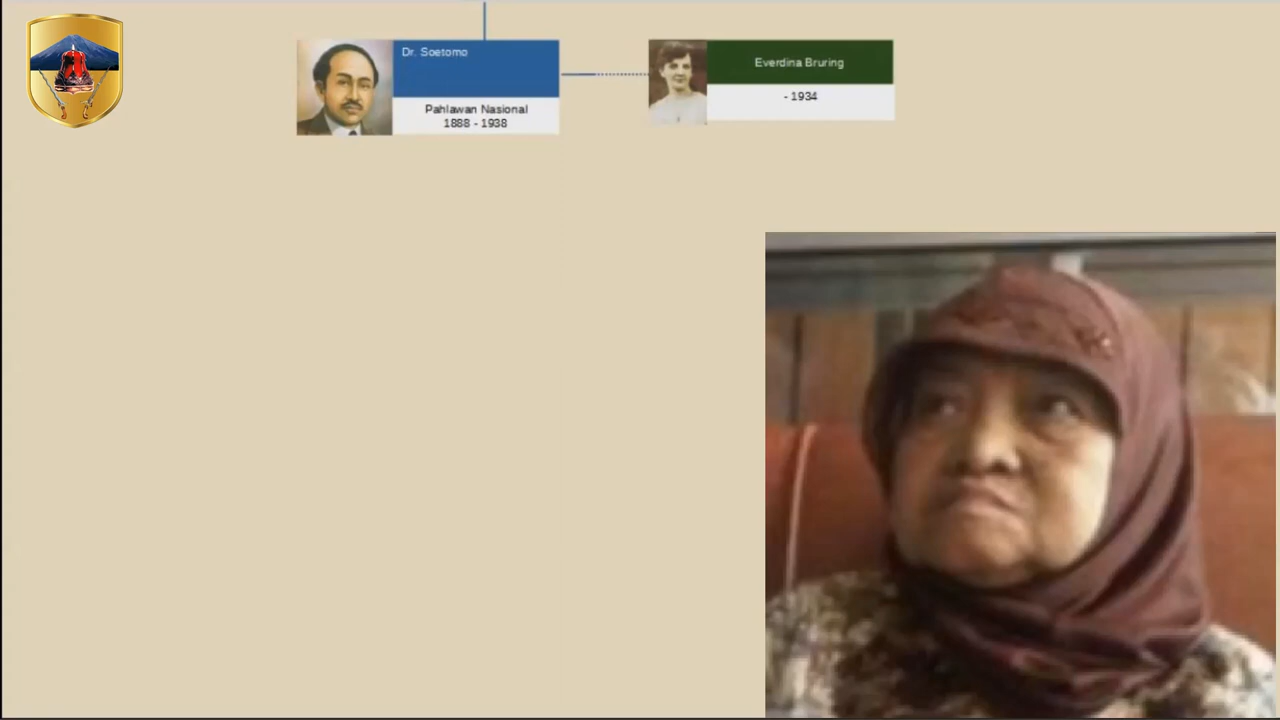 Dr. Soetomo
Pahlawan Nasional
1888 - 1938
Everdina Bruring
- 1934